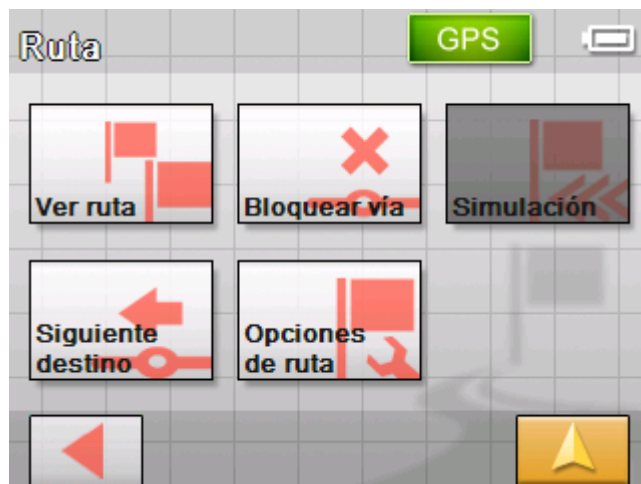 Ruta
GPS
Ver ruta
Bloquear vía
Simulación
Siguiente
destino
Opciones
de ruta